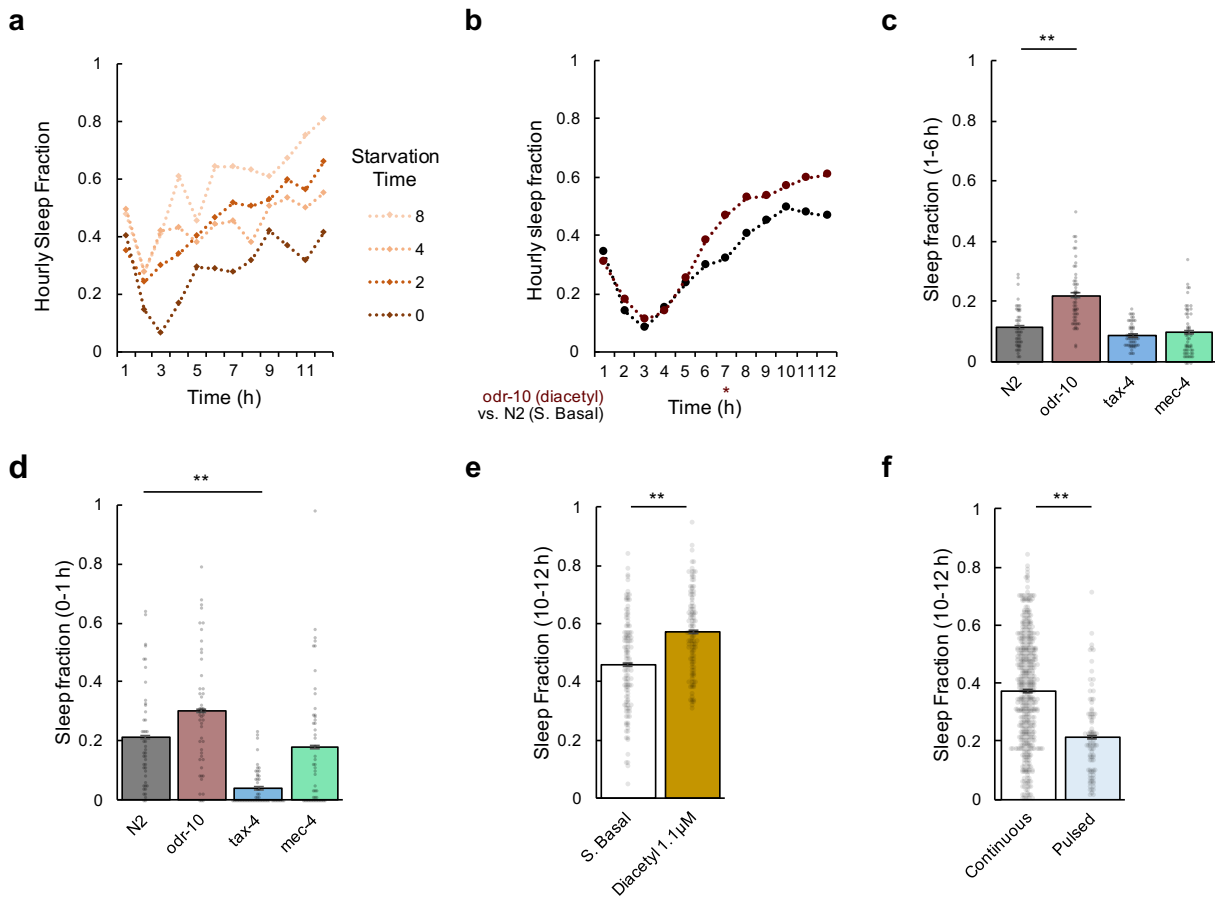 a
Hourly Sleep Fraction
1
0.8
0.6
0.4
0.2
0
1 3 5 7 9 11
Time (h)
Starvation
Time
8
4
2
0
b
Hourly sleep fraction
1
0.8
0.6
0.4
0.2
0
1 2 3 4 5 6 7 8 9 10 11 12
*
odr-10 (diacetyl)
vs. N2 (S. Basal)
Time (h)
c
**
Sleep fraction (1-6 h)
1
0.8
0.6
0.4
0.2
0
N2 odr-10 tax-4 mec-4
d
**
Sleep fraction (0-1 h)
1
0.8
0.6
0.4
0.2
0
N2 odr-10 tax-4 mec-4
e
**
Sleep Fraction (10-12 h)
1
0.8
0.6
0.4
0.2
0
S. Basal Diacetyl 1.1µM
f
**
Sleep Fraction (10-12 h)
1
0.8
0.6
0.4
0.2
0
Continuous Pulsed